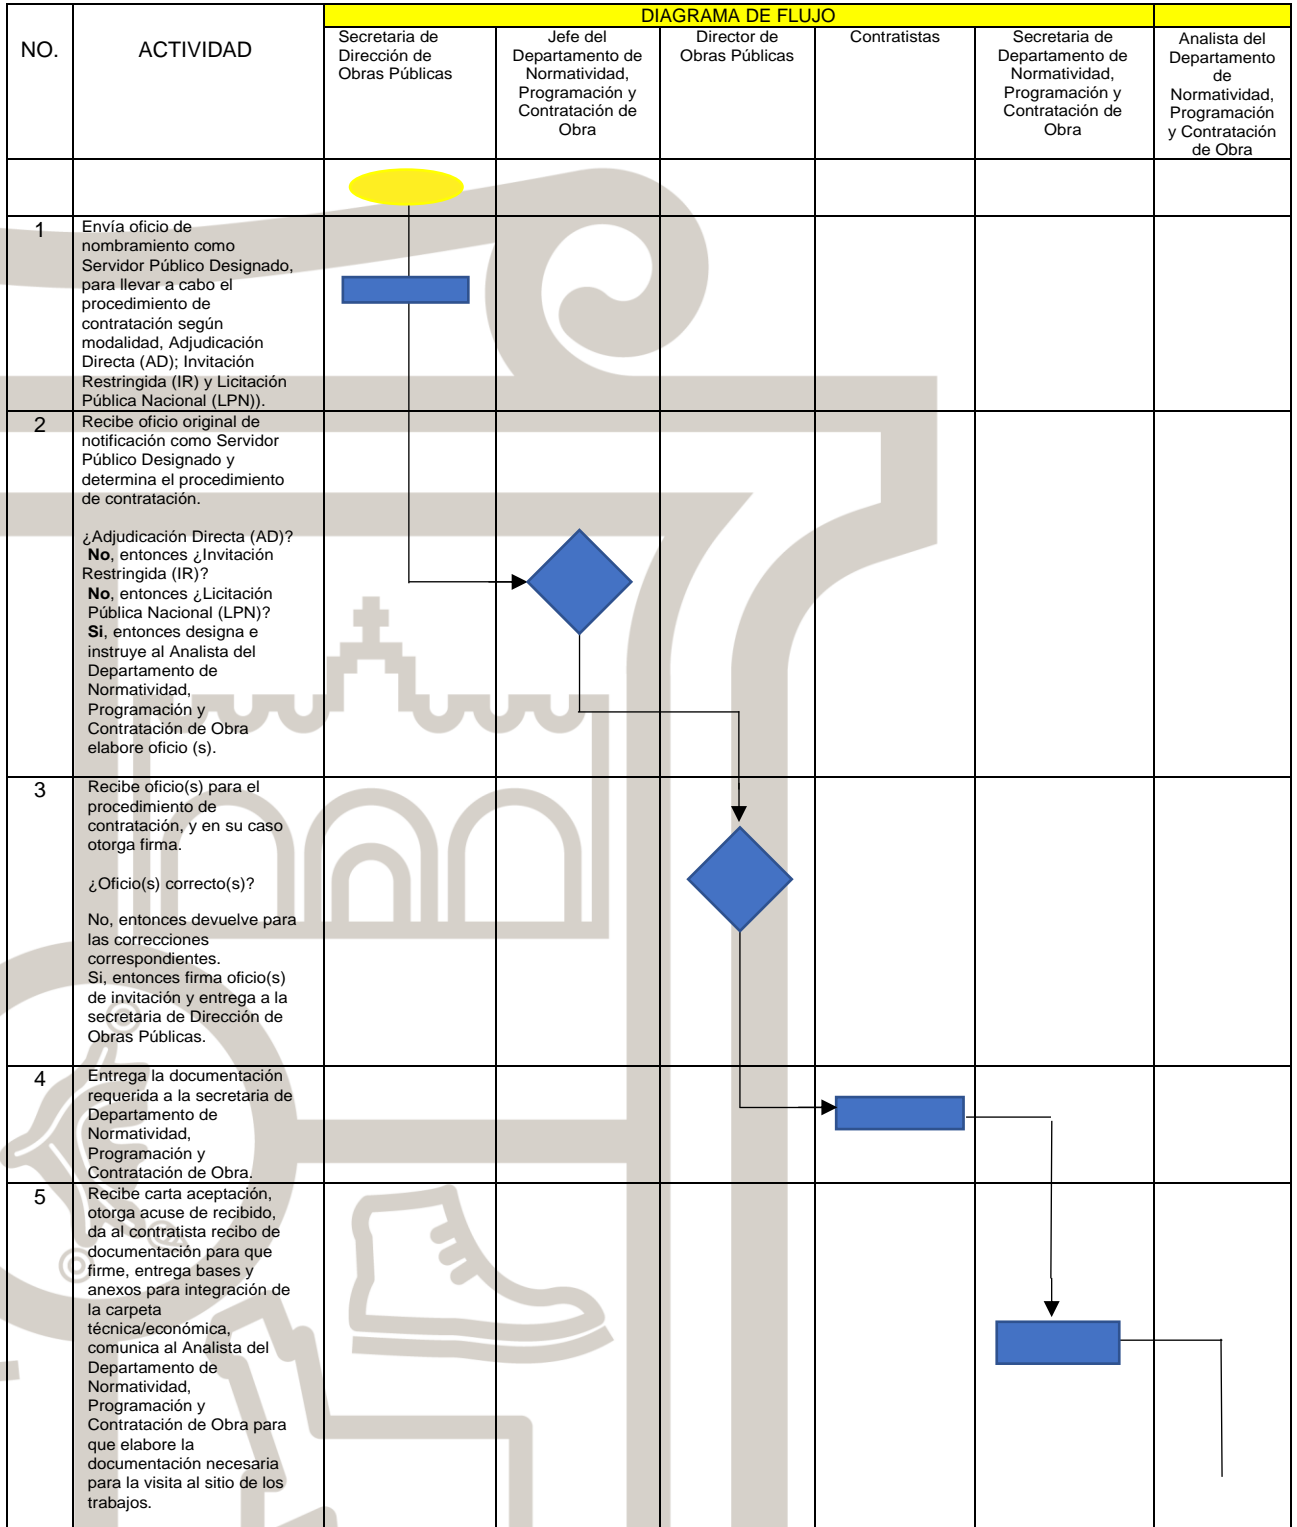 DIAGRAMA DE FLUJO
NO.
ACTIVIDAD
Secretaria de
Dirección de
Obras Públicas
Jefe del
Departamento de
Normatividad,
Programación y
Contratación de
Obra
Director de
Obras Públicas
Contratistas
Secretaria de
Departamento de
Normatividad,
Programación y
Contratación de
Obra
Analista del
Departamento
de
Normatividad,
Programación
y Contratación
de Obra
1
Envía oficio de
nombramiento como
Servidor Público Designado,
para llevar a cabo el
procedimiento de
contratación según
modalidad, Adjudicación
Directa (AD); Invitación
Restringida (IR) y Licitación
Pública Nacional (LPN)).
2
Recibe oficio original de
notificación como Servidor
Público Designado y
determina el procedimiento
de contratación.
¿Adjudicación Directa (AD)?
No, entonces ¿Invitación
Restringida (IR)?
No, entonces ¿Licitación
Pública Nacional (LPN)?
Si, entonces designa e
instruye al Analista del
Departamento de
Normatividad,
Programación y
Contratación de Obra
elabore oficio (s).
3
Recibe oficio(s) para el
procedimiento de
contratación, y en su caso
otorga firma.
¿Oficio(s) correcto(s)?
No, entonces devuelve para
las correcciones
correspondientes.
Si, entonces firma oficio(s)
de invitación y entrega a la
secretaria de Dirección de
Obras Públicas.
4
Entrega la documentación
requerida a la secretaria de
Departamento de
Normatividad,
Programación y
Contratación de Obra.
5
Recibe carta aceptación,
otorga acuse de recibido,
da al contratista recibo de
documentación para que
firme, entrega bases y
anexos para integración de
la carpeta
técnica/económica,
comunica al Analista del
Departamento de
Normatividad,
Programación y
Contratación de Obra para
que elabore la
documentación necesaria
para la visita al sitio de los
trabajos.